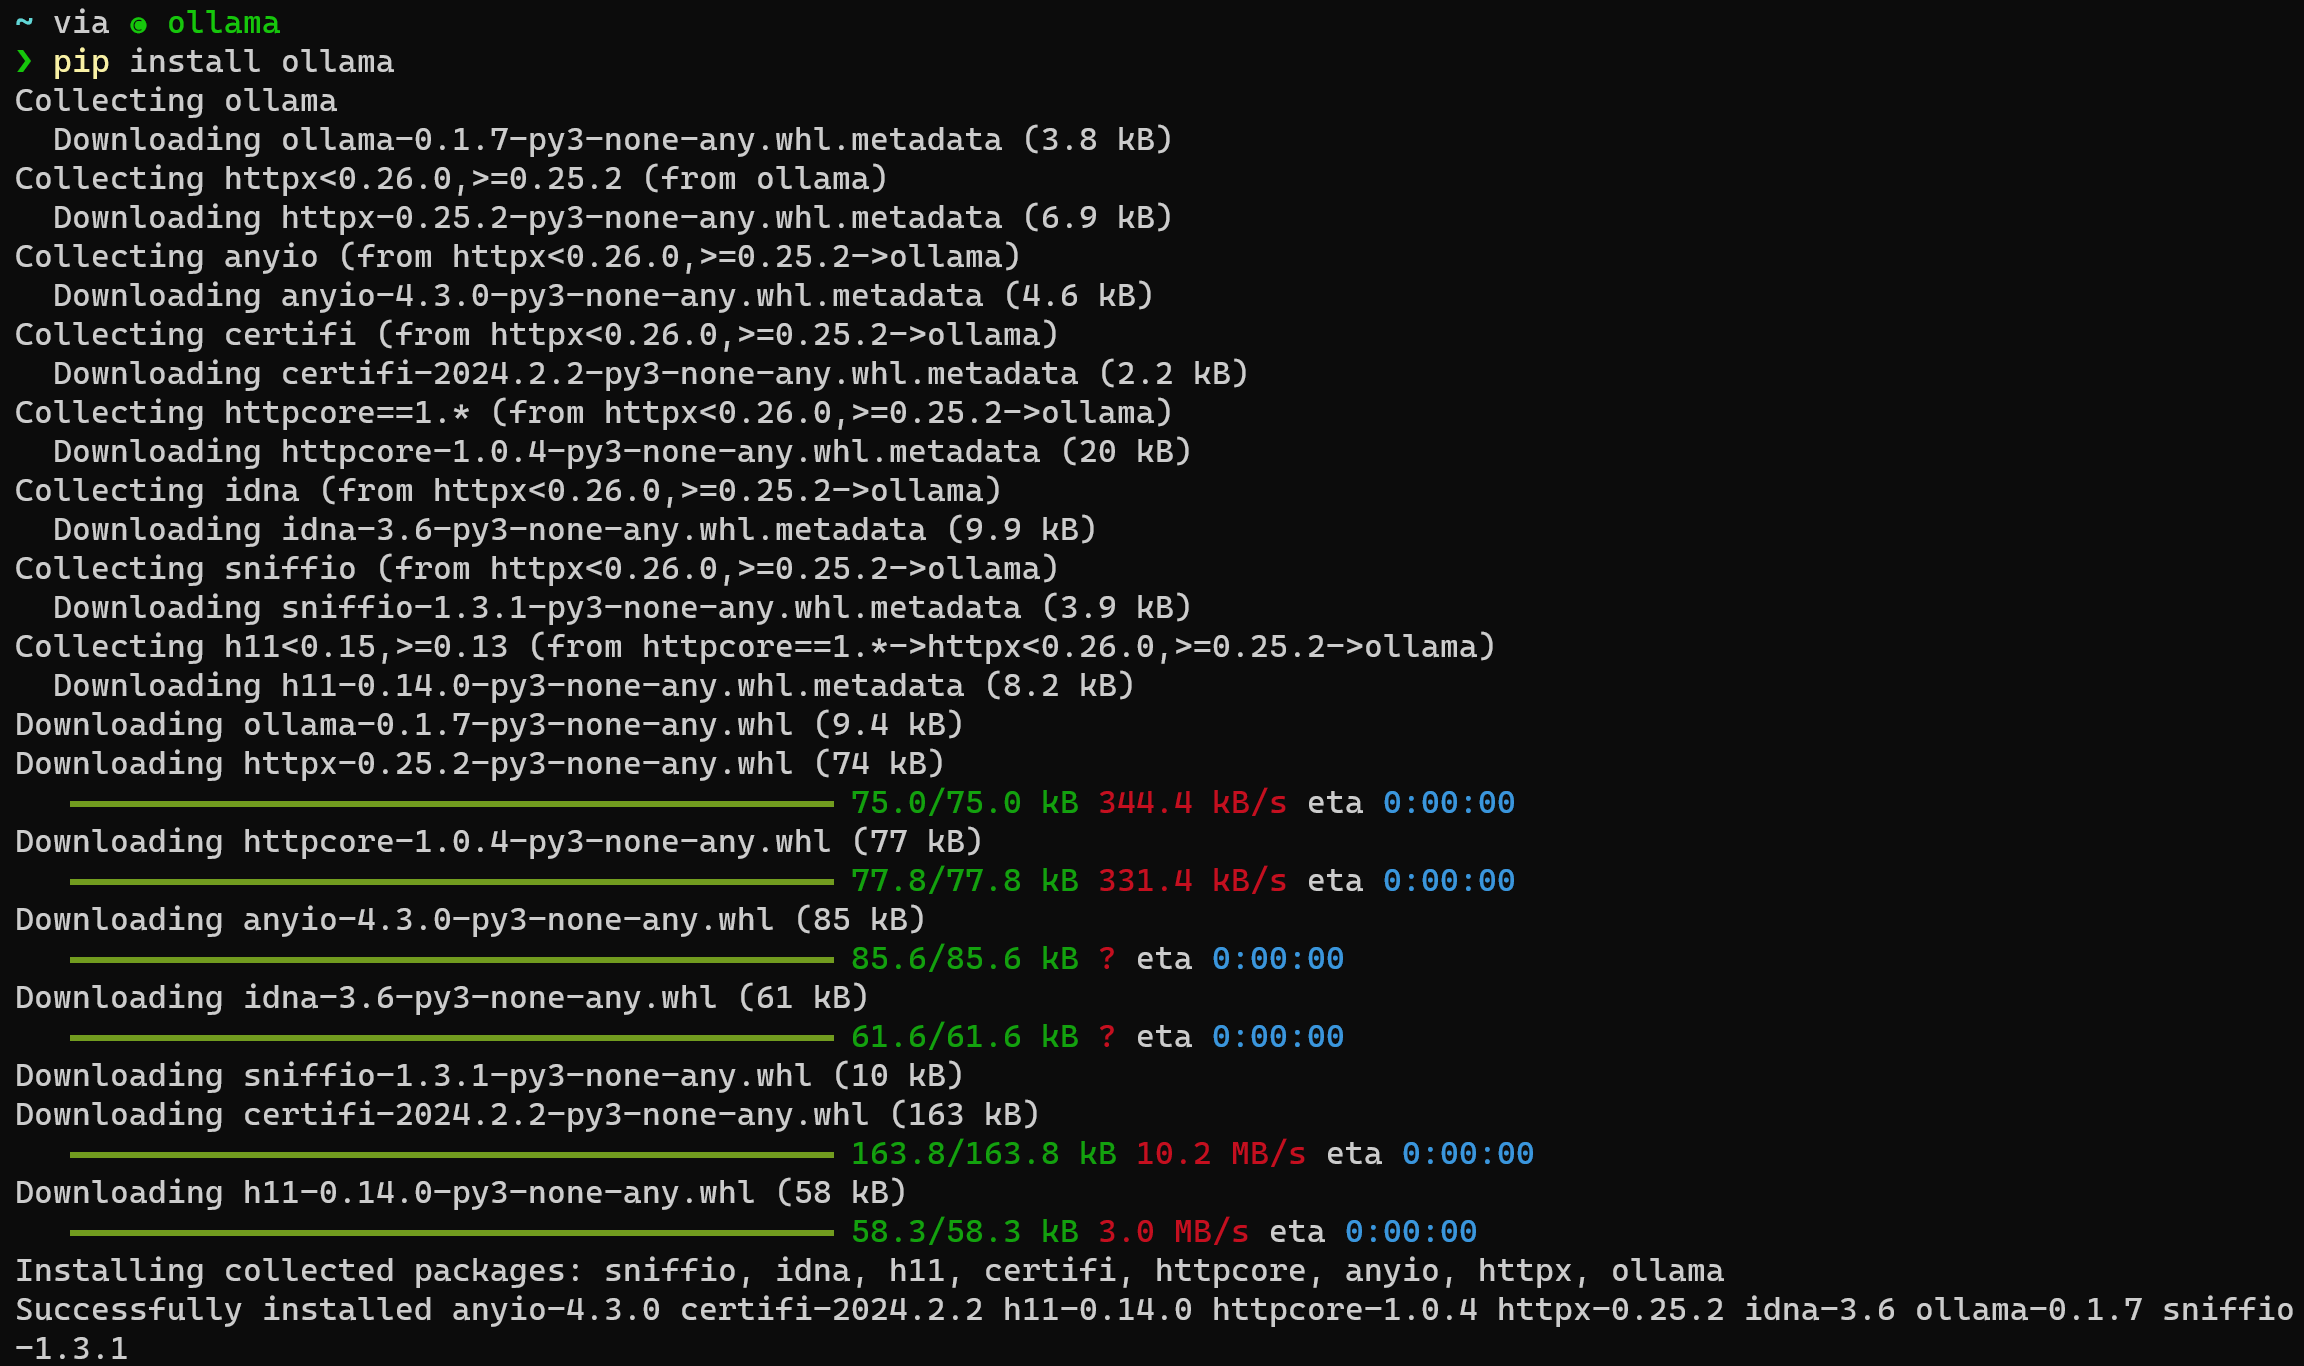 ~ via © ollama
❯ pip install ollama
Collecting ollama
  Downloading ollama-0.1.7-py3-none-any.whl.metadata (3.8 kB)
Collecting httpx<0.26.0,>=0.25.2 (from ollama)
  Downloading httpx-0.25.2-py3-none-any.whl.metadata (6.9 kB)
Collecting anyio (from httpx<0.26.0,>=0.25.2->ollama)
  Downloading anyio-4.3.0-py3-none-any.whl.metadata (4.6 kB)
Collecting certifi (from httpx<0.26.0,>=0.25.2->ollama)
  Downloading certifi-2024.2.2-py3-none-any.whl.metadata (2.2 kB)
Collecting httpcore==1.* (from httpx<0.26.0,>=0.25.2->ollama)
  Downloading httpcore-1.0.4-py3-none-any.whl.metadata (20 kB)
Collecting idna (from httpx<0.26.0,>=0.25.2->ollama)
  Downloading idna-3.6-py3-none-any.whl.metadata (9.9 kB)
Collecting sniffio (from httpx<0.26.0,>=0.25.2->ollama)
  Downloading sniffio-1.3.1-py3-none-any.whl.metadata (3.9 kB)
Collecting h11<0.15,>=0.13 (from httpcore==1.*->httpx<0.26.0,>=0.25.2->ollama)
  Downloading h11-0.14.0-py3-none-any.whl.metadata (8.2 kB)
Downloading ollama-0.1.7-py3-none-any.whl (9.4 kB)
Downloading httpx-0.25.2-py3-none-any.whl (74 kB)
75.0/75.0 kB 344.4 kB/s eta 0:00:00
Downloading httpcore-1.0.4-py3-none-any.whl (77 kB)
77.8/77.8 kB 331.4 kB/s eta 0:00:00
Downloading anyio-4.3.0-py3-none-any.whl (85 kB)
85.6/85.6 kB ? eta 0:00:00
Downloading idna-3.6-py3-none-any.whl (61 kB)
61.6/61.6 kB ? eta 0:00:00
Downloading sniffio-1.3.1-py3-none-any.whl (10 kB)
Downloading certifi-2024.2.2-py3-none-any.whl (163 kB)
163.8/163.8 kB 10.2 MB/s eta 0:00:00
Downloading h11-0.14.0-py3-none-any.whl (58 kB)
58.3/58.3 kB 3.0 MB/s eta 0:00:00
Installing collected packages: sniffio, idna, h11, certifi, httpcore, anyio, httpx, ollama
Successfully installed anyio-4.3.0 certifi-2024.2.2 h11-0.14.0 httpcore-1.0.4 httpx-0.25.2 idna-3.6 ollama-0.1.7 sniffio
-1.3.1